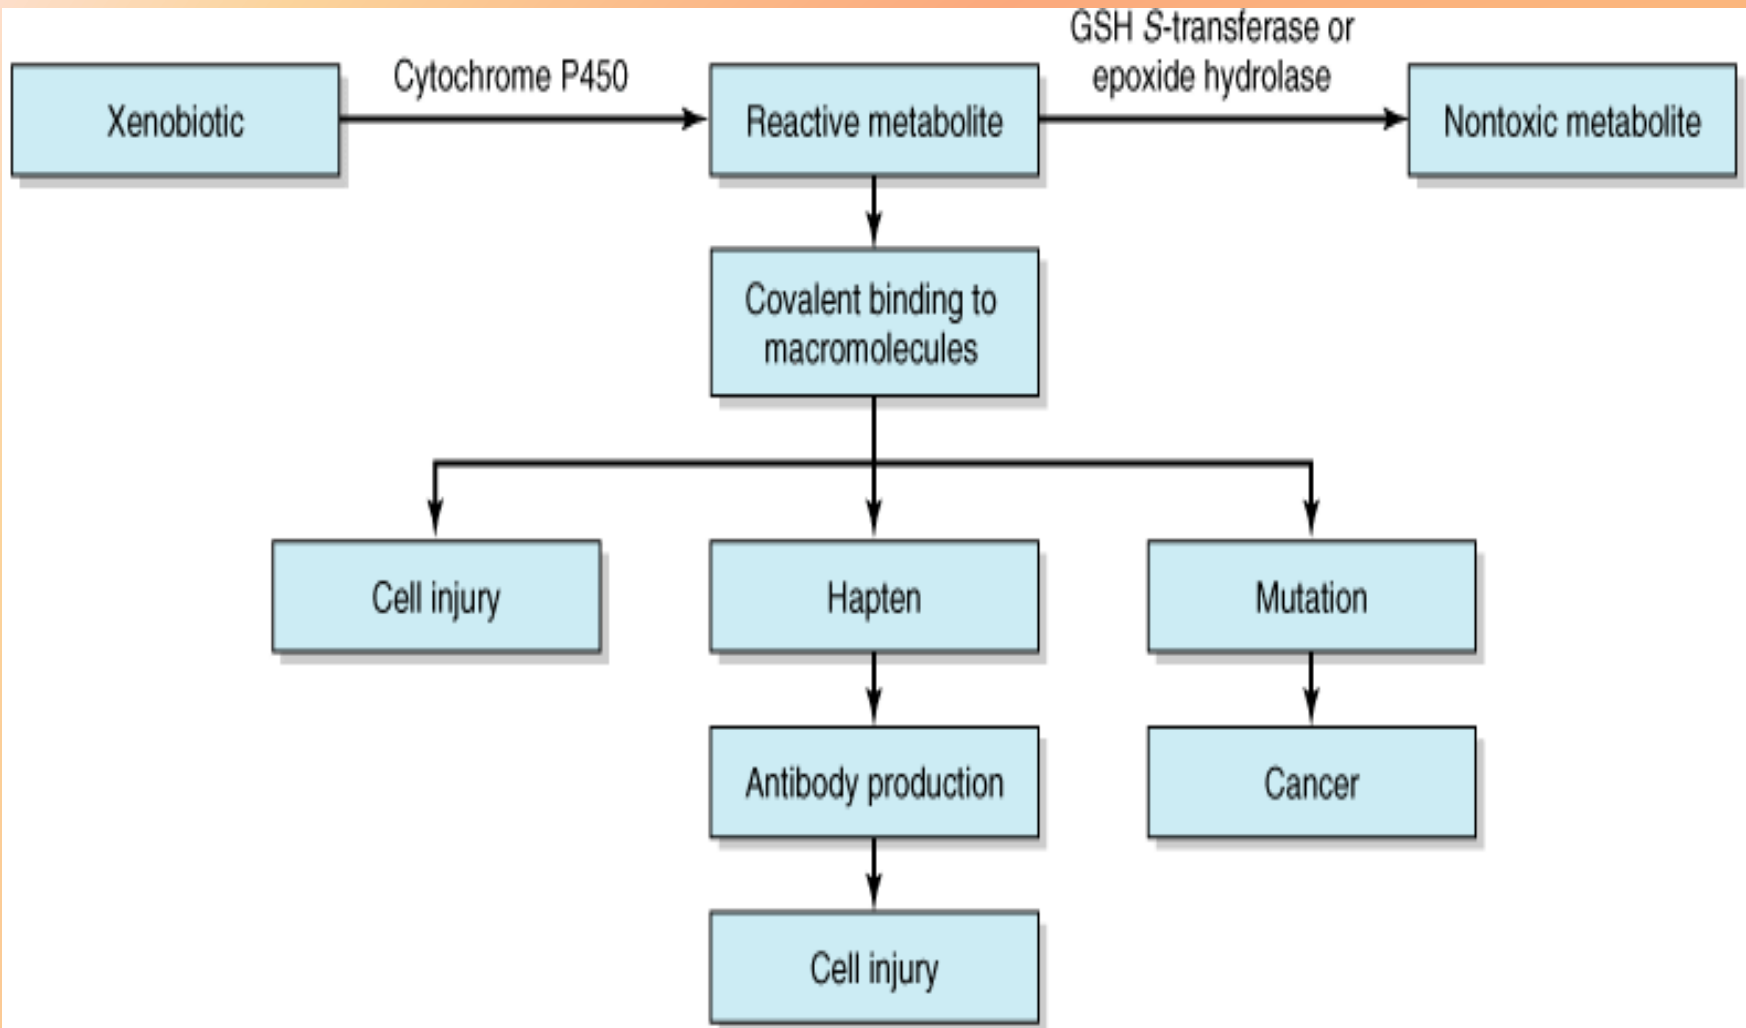 GSH S-transferase or
epoxide hydrolase
Cytochrome P450
Xenobiotic
Reactive metabolite
Nontoxic metabolite
Covalent binding to
macromolecules
Cell injury
Hapten
Mutation
Antibody production
Cancer
Cell injury